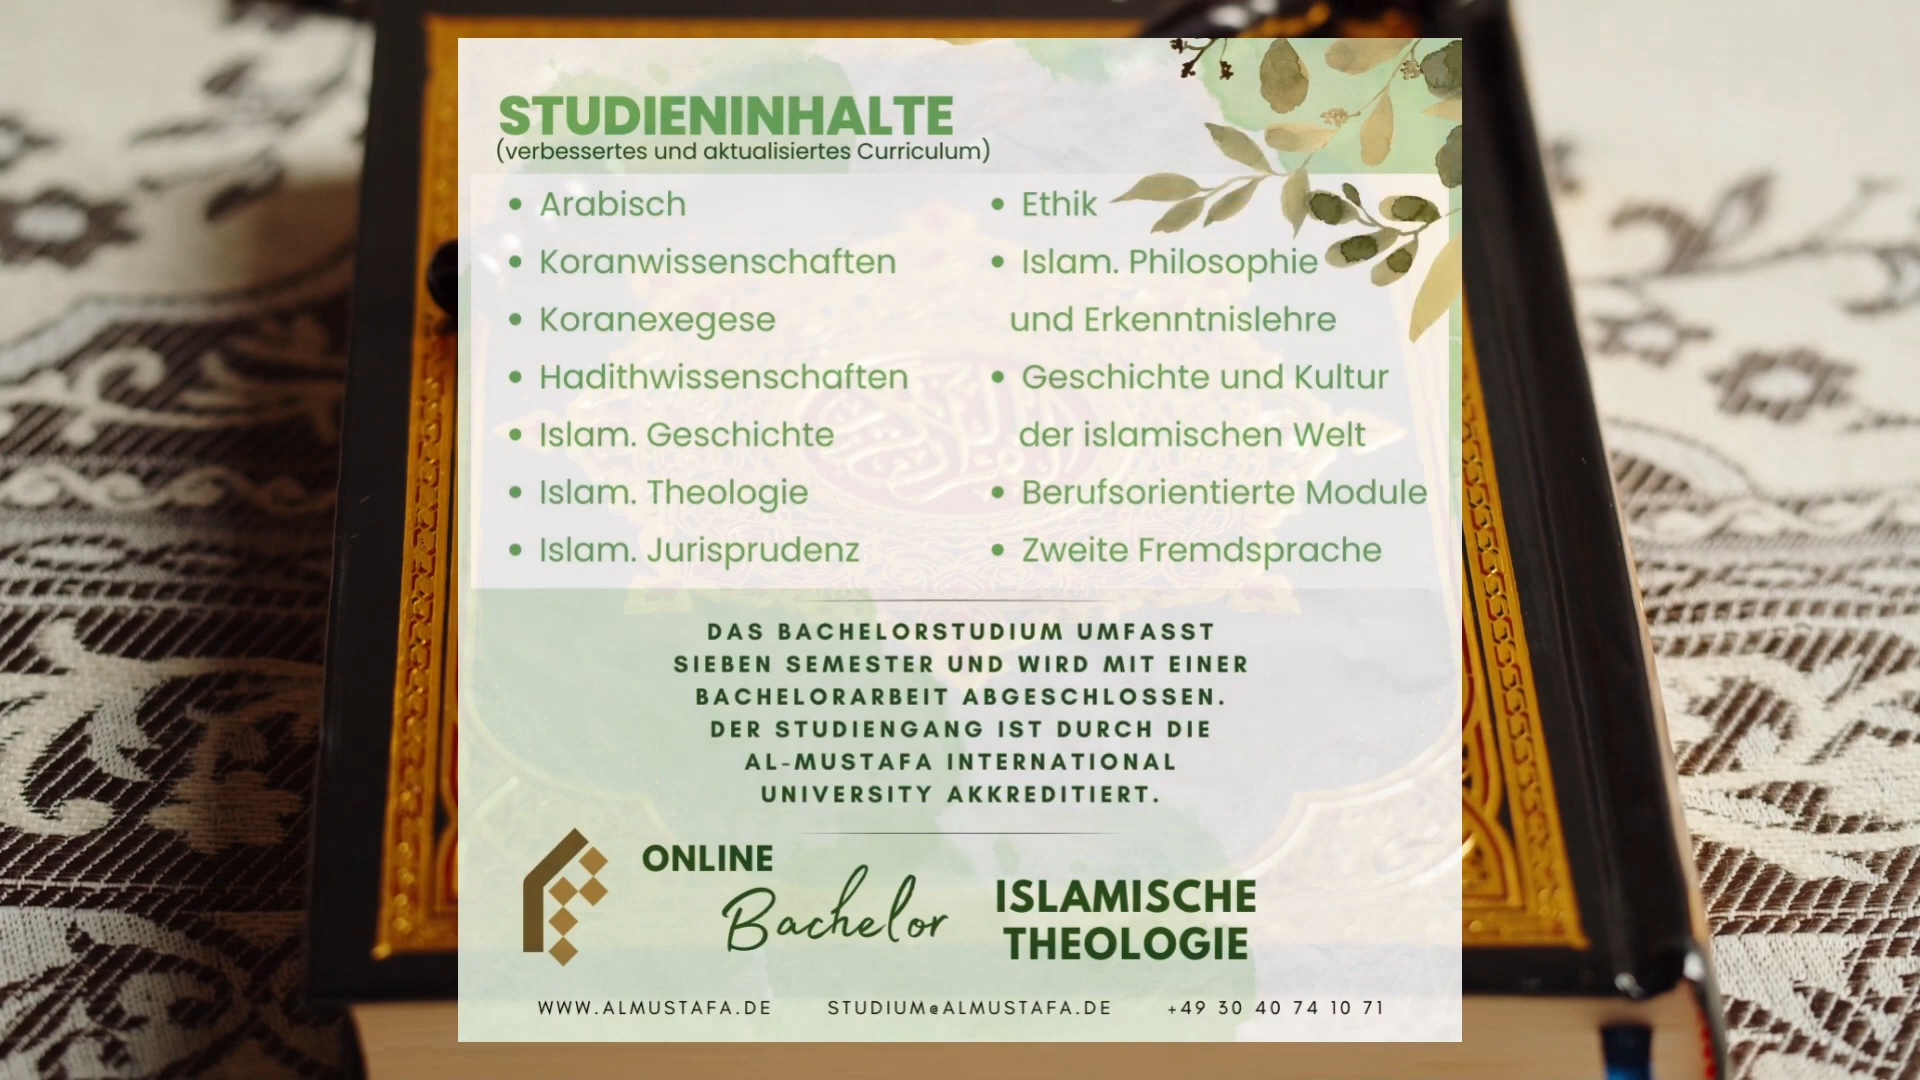 STUDIENINHALTE
(verbessertes und aktualisiertes Curriculum)
• Arabisch
• Koranwissenschaften
• Koranexegese
• Hadithwissenschaften
• Islam. Geschichte
• Islam. Theologie
• Islam. Jurisprudenz
• Ethik
• Islam. Philosophie
und Erkenntnislehre
• Geschichte und Kultur
der islamischen Welt
• Berufsorientierte Module
• Zweite Fremdsprache
DAS BACHELORSTUDIUM UMFASST
SIEBEN SEMESTER UND WIRD MIT EINER
BACHELORARBEIT ABGESCHLOSSEN.
DER STUDIENGANG IST DURCH DIE
AL-MUSTAFA INTERNATIONAL
UNIVERSITY AKKREDITIERT.
ONLINE
Bachelor
ISLAMISCHE
THEOLOGIE
WWW.ALMUSTAFA.DE STUDIUM@ALMUSTAFA.DE +49 30 40 74 10 71